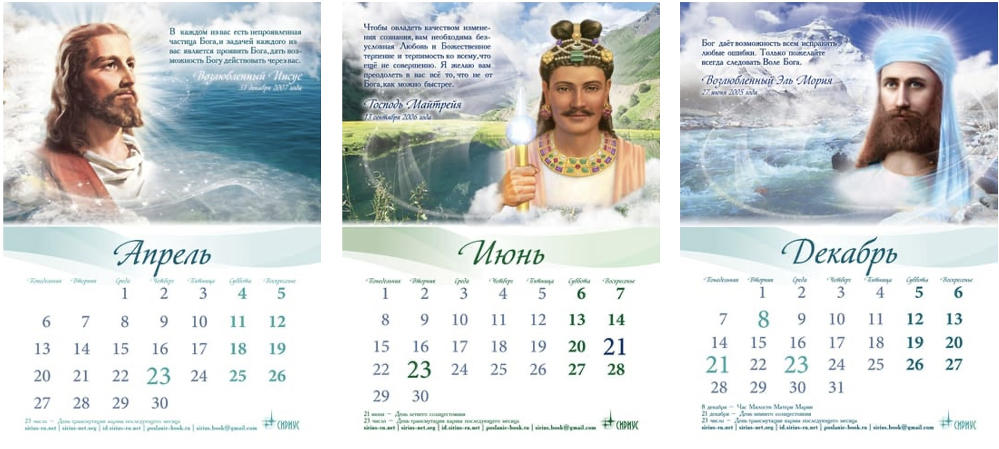 В каждом из вас есть непроявленная
частица Бога, и задачей каждого из
вас является проявить Бога, дать воз-
можность Богу действовать через вас.
Возлюбленный Иисус
31 декабря 2007 года
Апрель
Понедельник Вторник Среда Четверг Пятница Суббота Воскресенье
1 2 3 4 5
6 7 8 9 10 11 12
13 14 15 16 17 18 19
20 21 22 23 24 25 26
27 28 29 30
23 число — День трансмутации кармы последующего месяца
sirius-ru.net | sirius-net.org | id.sirius-ru.net | poslanie-book.ru | sirius.book@gmail.com
СИРИУС
Чтобы овладеть качеством измене-
ния сознания, вам необходима без-
условная Любовь и Божественное
терпение и терпимость ко всему, что
ещё не совершенно. Я желаю вам
преодолеть в вас всё то, что не от
Бога, как можно быстрее.
Господь Майтрейя
13 сентября 2006 года
Июнь
Понедельник Вторник Среда Четверг Пятница Суббота Воскресенье
1 2 3 4 5 6 7
8 9 10 11 12 13 14
15 16 17 18 19 20 21
22 23 24 25 26 27 28
29 30
21 июня — День летнего солнцестояния
23 число — День трансмутации кармы последующего месяца
sirius-ru.net | sirius-net.org | id.sirius-ru.net | poslanie-book.ru | sirius.book@gmail.com
СИРИУС
Бог даёт возможность всем исправить
любые ошибки. Только пожелайте
всегда следовать Воле Бога.
Возлюбленный Эль Мория
27 июня 2005 года
Декабрь
Понедельник Вторник Среда Четверг Пятница Суббота Воскресенье
1 2 3 4 5 6
7 8 9 10 11 12 13
14 15 16 17 18 19 20
21 22 23 24 25 26 27
28 29 30 31
8 декабря — Час Милости Матери Марии
21 декабря — День зимнего солнцестояния
23 число — День трансмутации кармы последующего месяца
sirius-ru.net | sirius-net.org | id.sirius-ru.net | poslanie-book.ru | sirius.book@gmail.com
СИРИУС